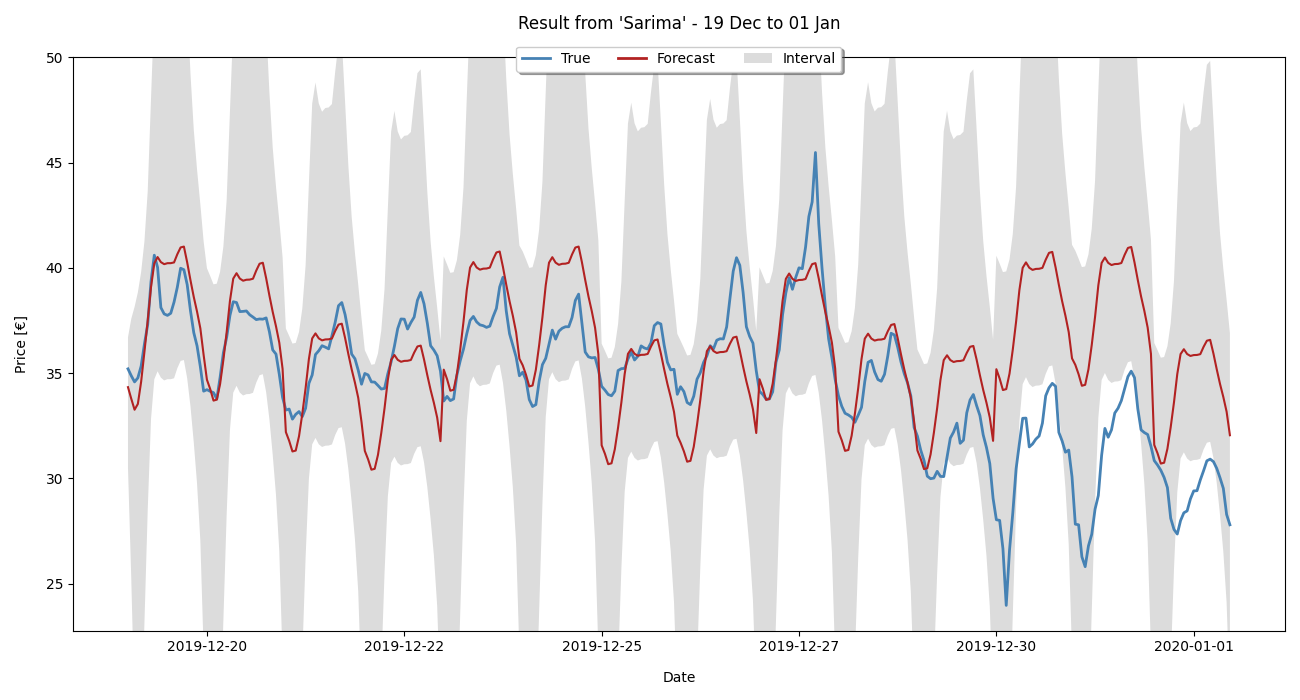 Result from 'Sarima' - 19 Dec to 01 Jan
True Forecast Interval
50
45
40
35
30
25
Price [€]
2019-12-20 2019-12-22 2019-12-25 2019-12-27 2019-12-30 2020-01-01
Date